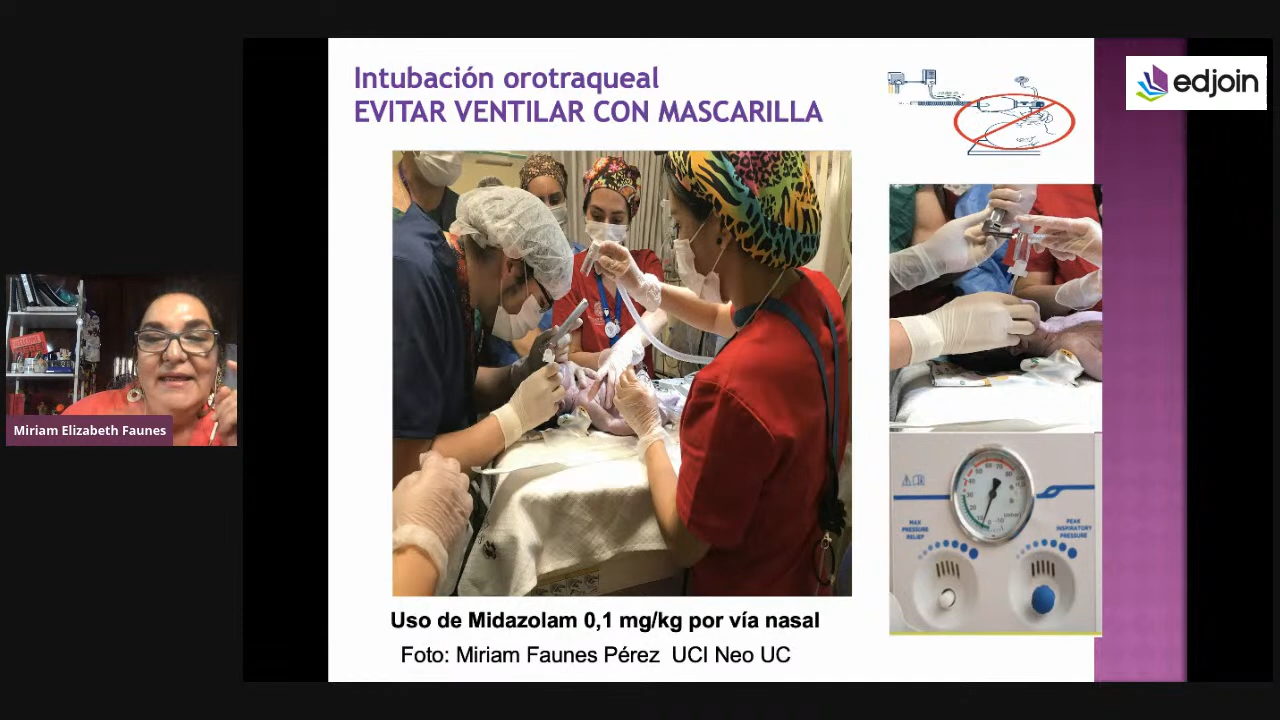 Intubación orotraqueal
EVITAR VENTILAR CON MASCARILLA
edjoin
Miriam Elizabeth Faunes
MAX
PRESSURE
RELIEF
PEAK
INSPIRATORY
PRESSURE
Uso de Midazolam 0,1 mg/kg por vía nasal
Foto: Miriam Faunes Pérez UCI Neo UC